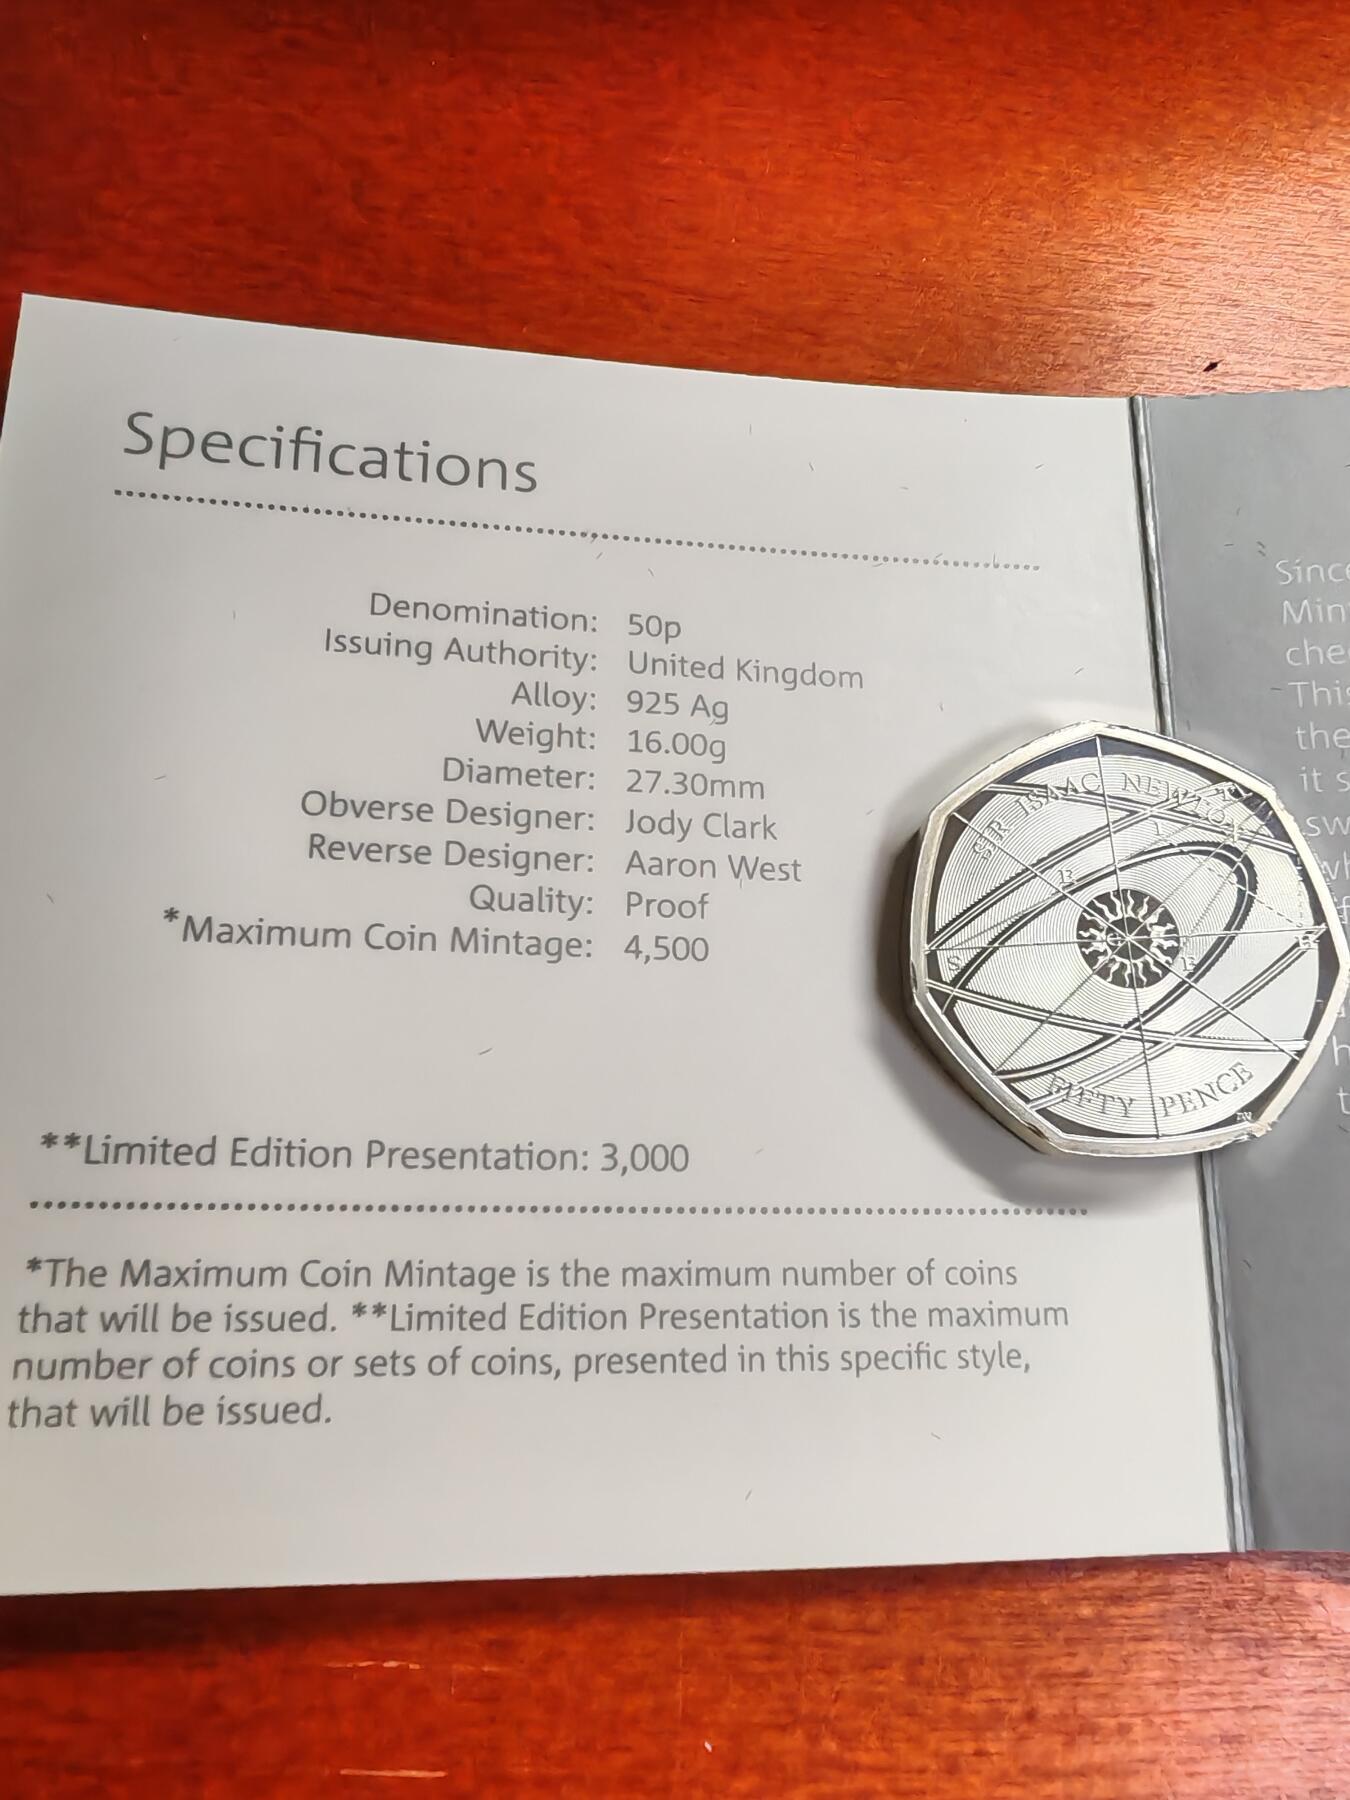 Specifications
Denomination: 50p
Issuing Authority: United Kingdom
Alloy: 925 Ag
Weight: 16.00g
Diameter: 27.30mm
Obverse Designer: Jody Clark
Reverse Designer: Aaron West
Quality: Proof
*Maximum Coin Mintage: 4,500
**Limited Edition Presentation: 3,000
*The Maximum Coin Mintage is the maximum number of coins
that will be issued. **Limited Edition Presentation is the maximum
number of coins or sets of coins, presented in this specific style,
that will be issued.
SIR ISAAC NEWTON
FIFTY PENCE
This
the
it s